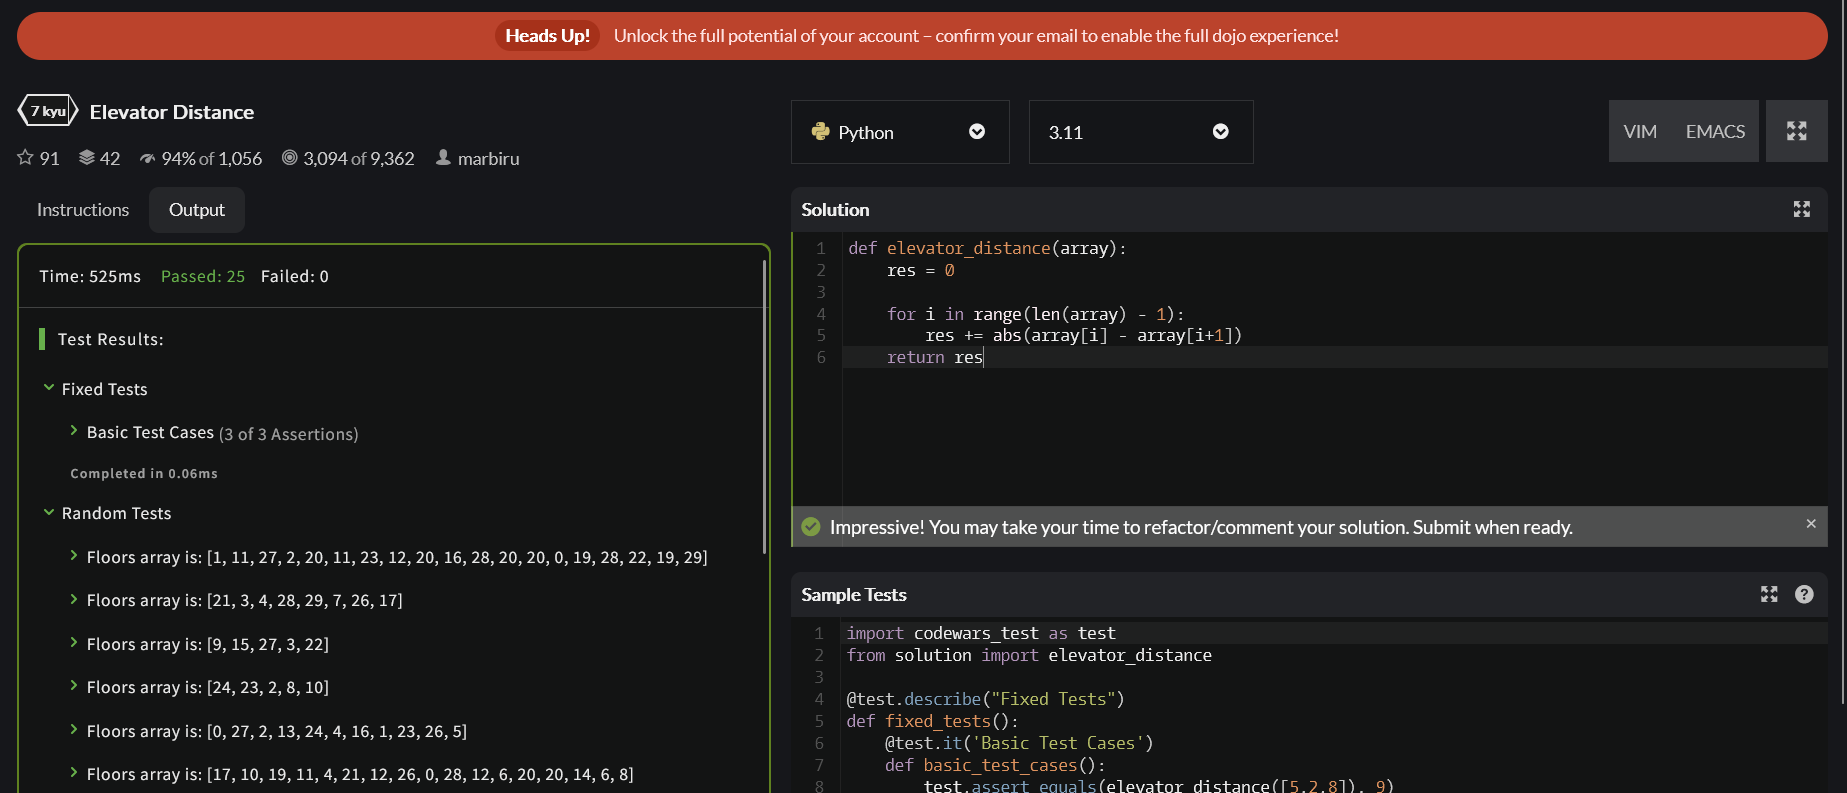 Heads Up! Unlock the full potential of your account – confirm your email to enable the full dojo experience!
7 kyu Elevator Distance
91 42 94% of 1,056 3,094 of 9,362 marbiru
Instructions Output
Time: 525ms Passed: 25 Failed: 0
Test Results:
Fixed Tests
Basic Test Cases (3 of 3 Assertions)
Completed in 0.06ms
Random Tests
Floors array is: [1, 11, 27, 2, 20, 11, 23, 12, 20, 16, 28, 20, 20, 0, 19, 28, 22, 19, 29]
Floors array is: [21, 3, 4, 28, 29, 7, 26, 17]
Floors array is: [9, 15, 27, 3, 22]
Floors array is: [24, 23, 2, 8, 10]
Floors array is: [0, 27, 2, 13, 24, 4, 16, 1, 23, 26, 5]
Floors array is: [17, 10, 19, 11, 4, 21, 12, 26, 0, 28, 12, 6, 20, 20, 14, 6, 8]
Python 3.11 VIM EMACS
Solution
1 def elevator_distance(array):
2 res = 0
3
4 for i in range(len(array) - 1):
5 res += abs(array[i] - array[i+1])
6 return res
Impressive! You may take your time to refactor/comment your solution. Submit when ready. ×
Sample Tests ?
1 import codewars_test as test
2 from solution import elevator_distance
3
4 @test.describe("Fixed Tests")
5 def fixed_tests():
6 @test.it('Basic Test Cases')
7 def basic_test_cases():
8 test.assert_equals(elevator_distance([5,2,8]), 9)